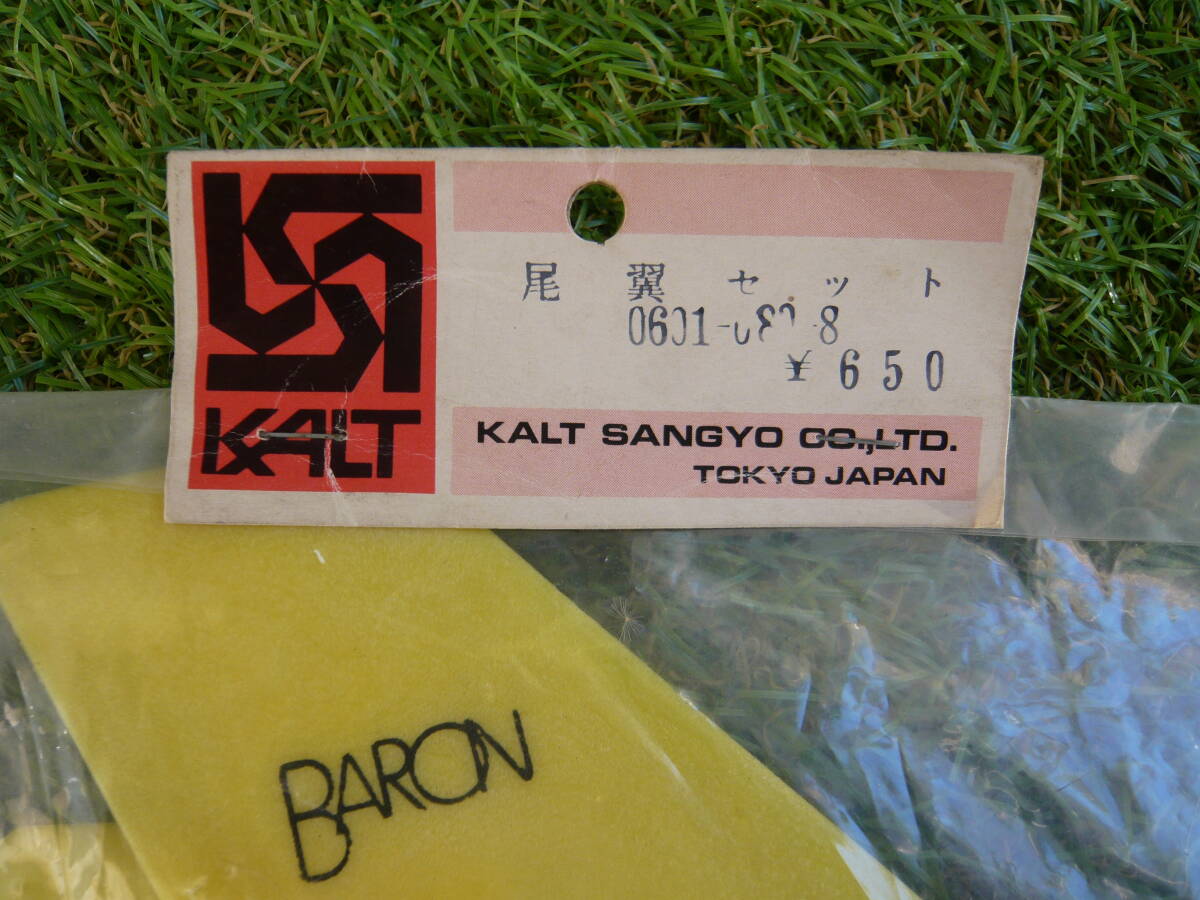 KALT
尾翼セット
¥650
KALT SANGYO CO.,LTD.
TOKYO JAPAN
BARON